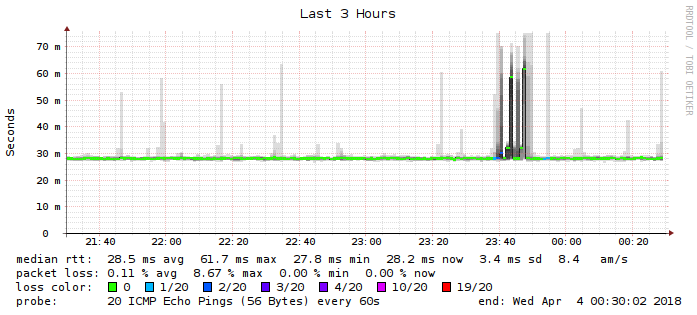 Last 3 Hours
RRDTOOL / TOBI OETIKER
Seconds
70 m
60 m
50 m
40 m
30 m
20 m
10 m
0
21:40 22:00 22:20 22:40 23:00 23:20 23:40 00:00 00:20
median rtt: 28.5 ms avg 61.7 ms max 27.8 ms min 28.2 ms now 3.4 ms sd 8.4 am/s
packet loss: 0.11 % avg 8.67 % max 0.00 % min 0.00 % now
loss color: 0 1/20 2/20 3/20 4/20 10/20 19/20
probe: 20 ICMP Echo Pings (56 Bytes) every 60s end: Wed Apr 4 00:30:02 2018